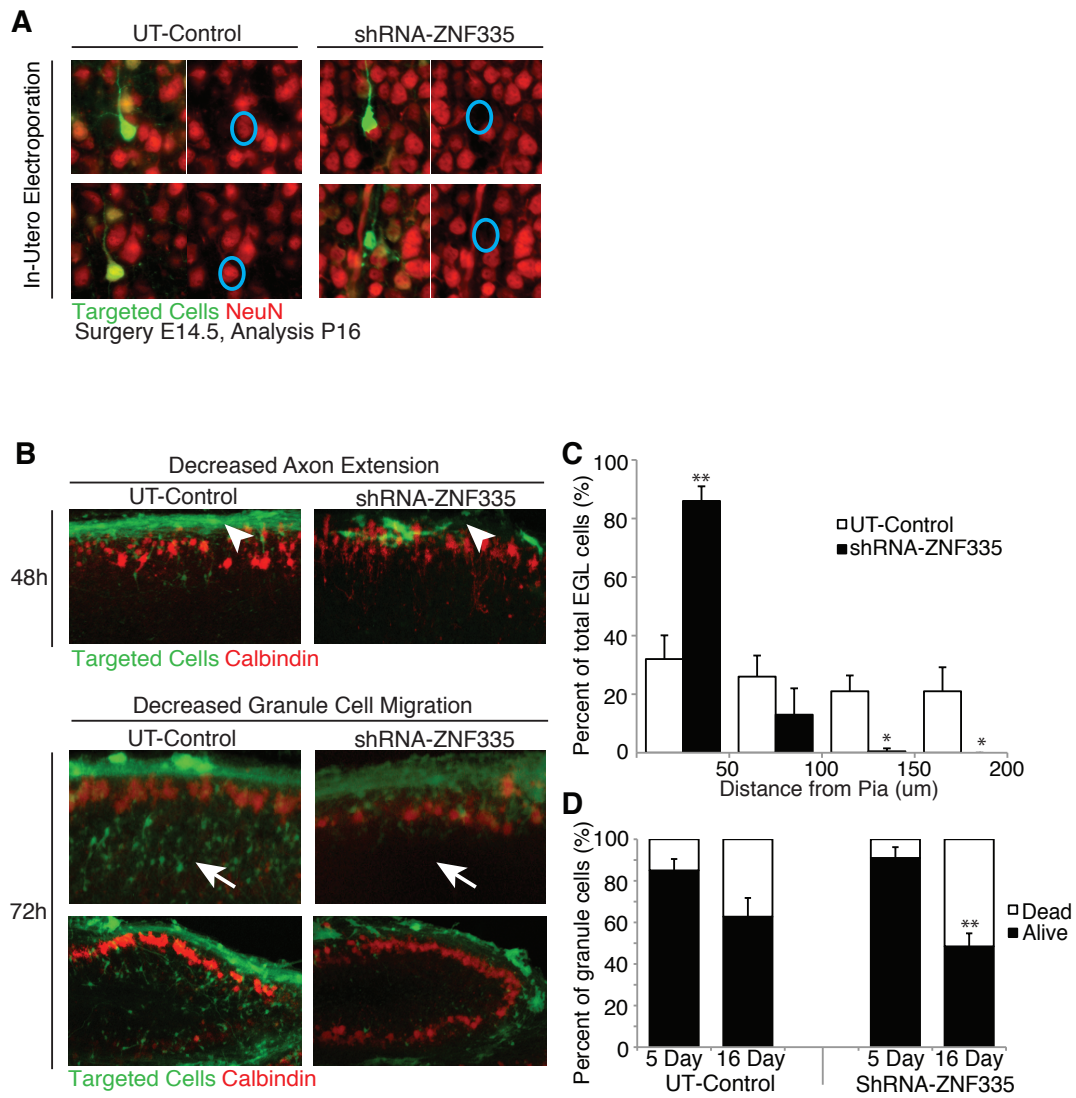 A
UT-Control
shRNA-ZNF335
In-Utero Electroporation
Targeted Cells NeuN
Surgery E14.5, Analysis P16
B
Decreased Axon Extension
UT-Control
shRNA-ZNF335
48h
Targeted Cells Calbindin
Decreased Granule Cell Migration
UT-Control
shRNA-ZNF335
72h
Targeted Cells Calbindin
C
Percent of total EGL cells (%)
100
80
60
40
20
0
**
*
*
UT-Control
shRNA-ZNF335
50
100
150
200
Distance from Pia (um)
D
Percent of granule cells (%)
100
80
60
40
20
0
**
Dead
Alive
5 Day
16 Day
5 Day
16 Day
UT-Control
ShRNA-ZNF335